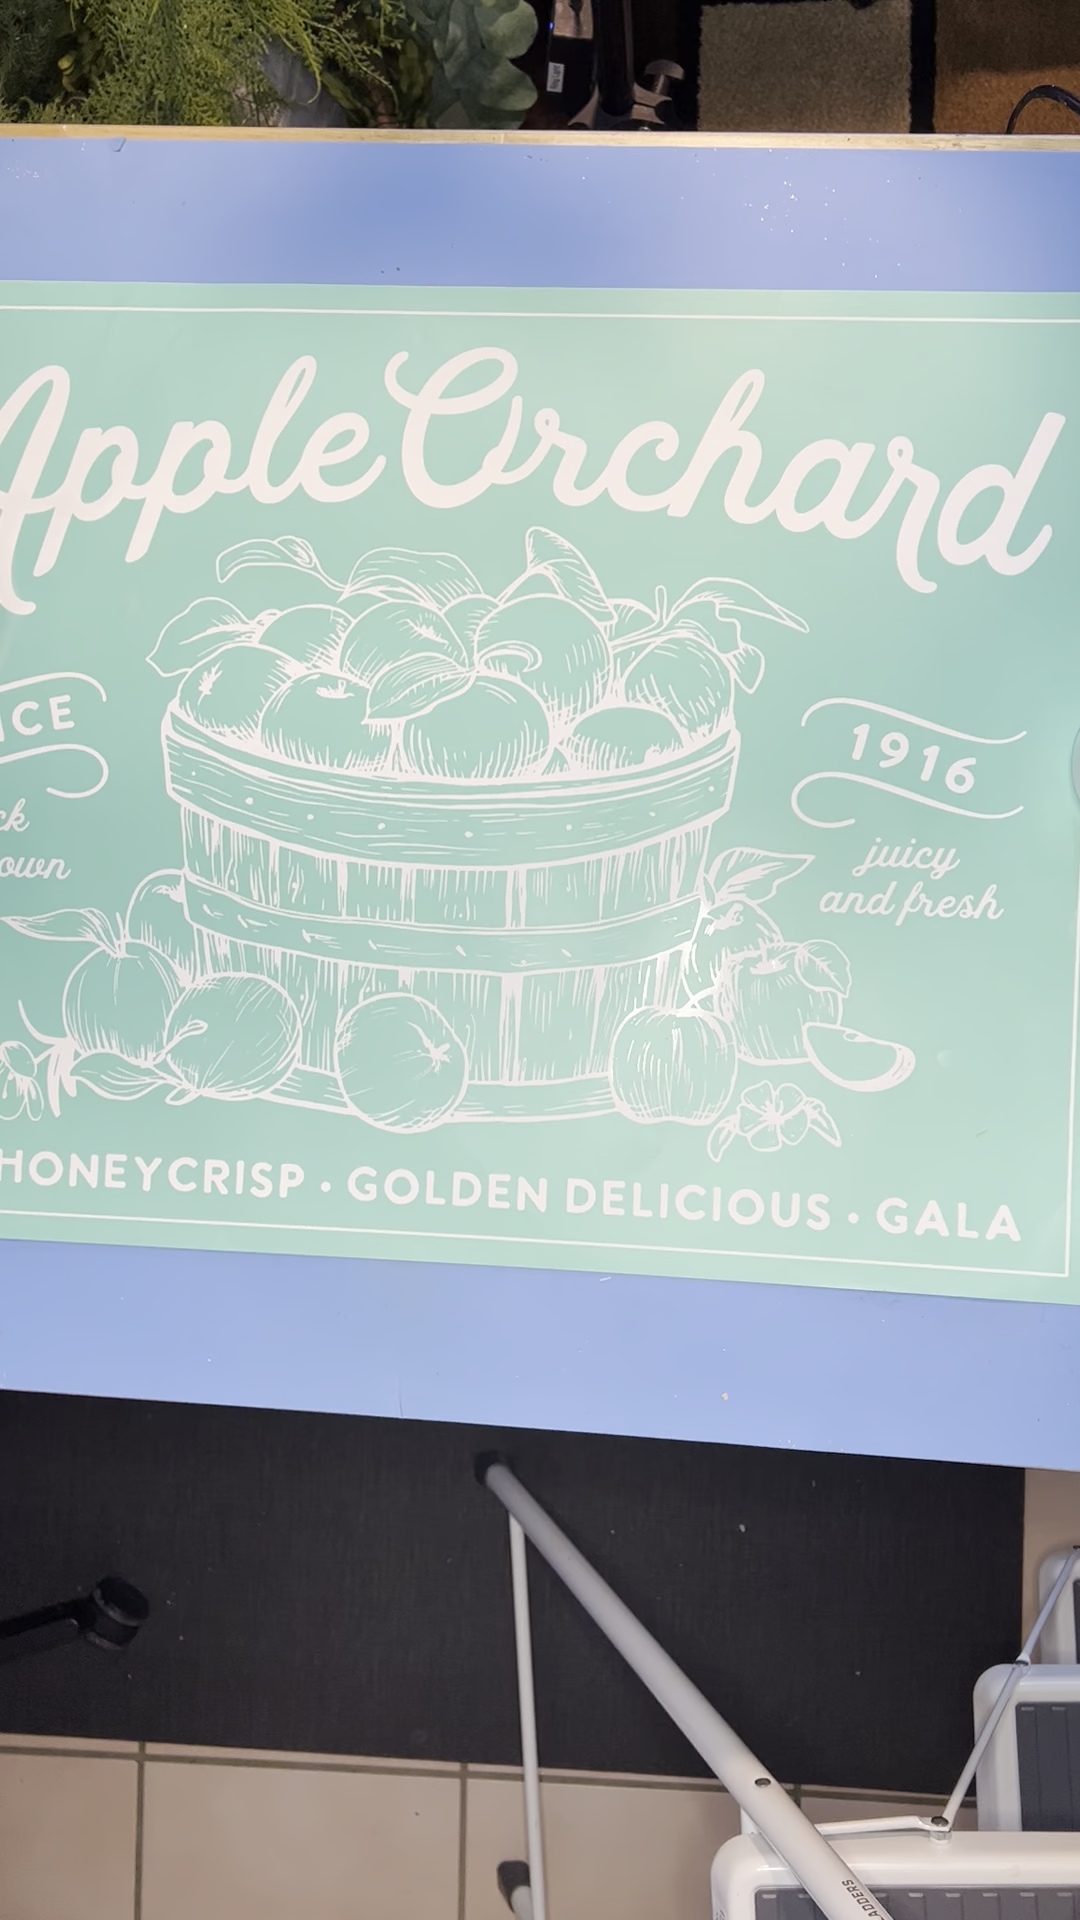 Apple Orchard
1916
juicy
and fresh
HONEYCRISP · GOLDEN DELICIOUS · GALA